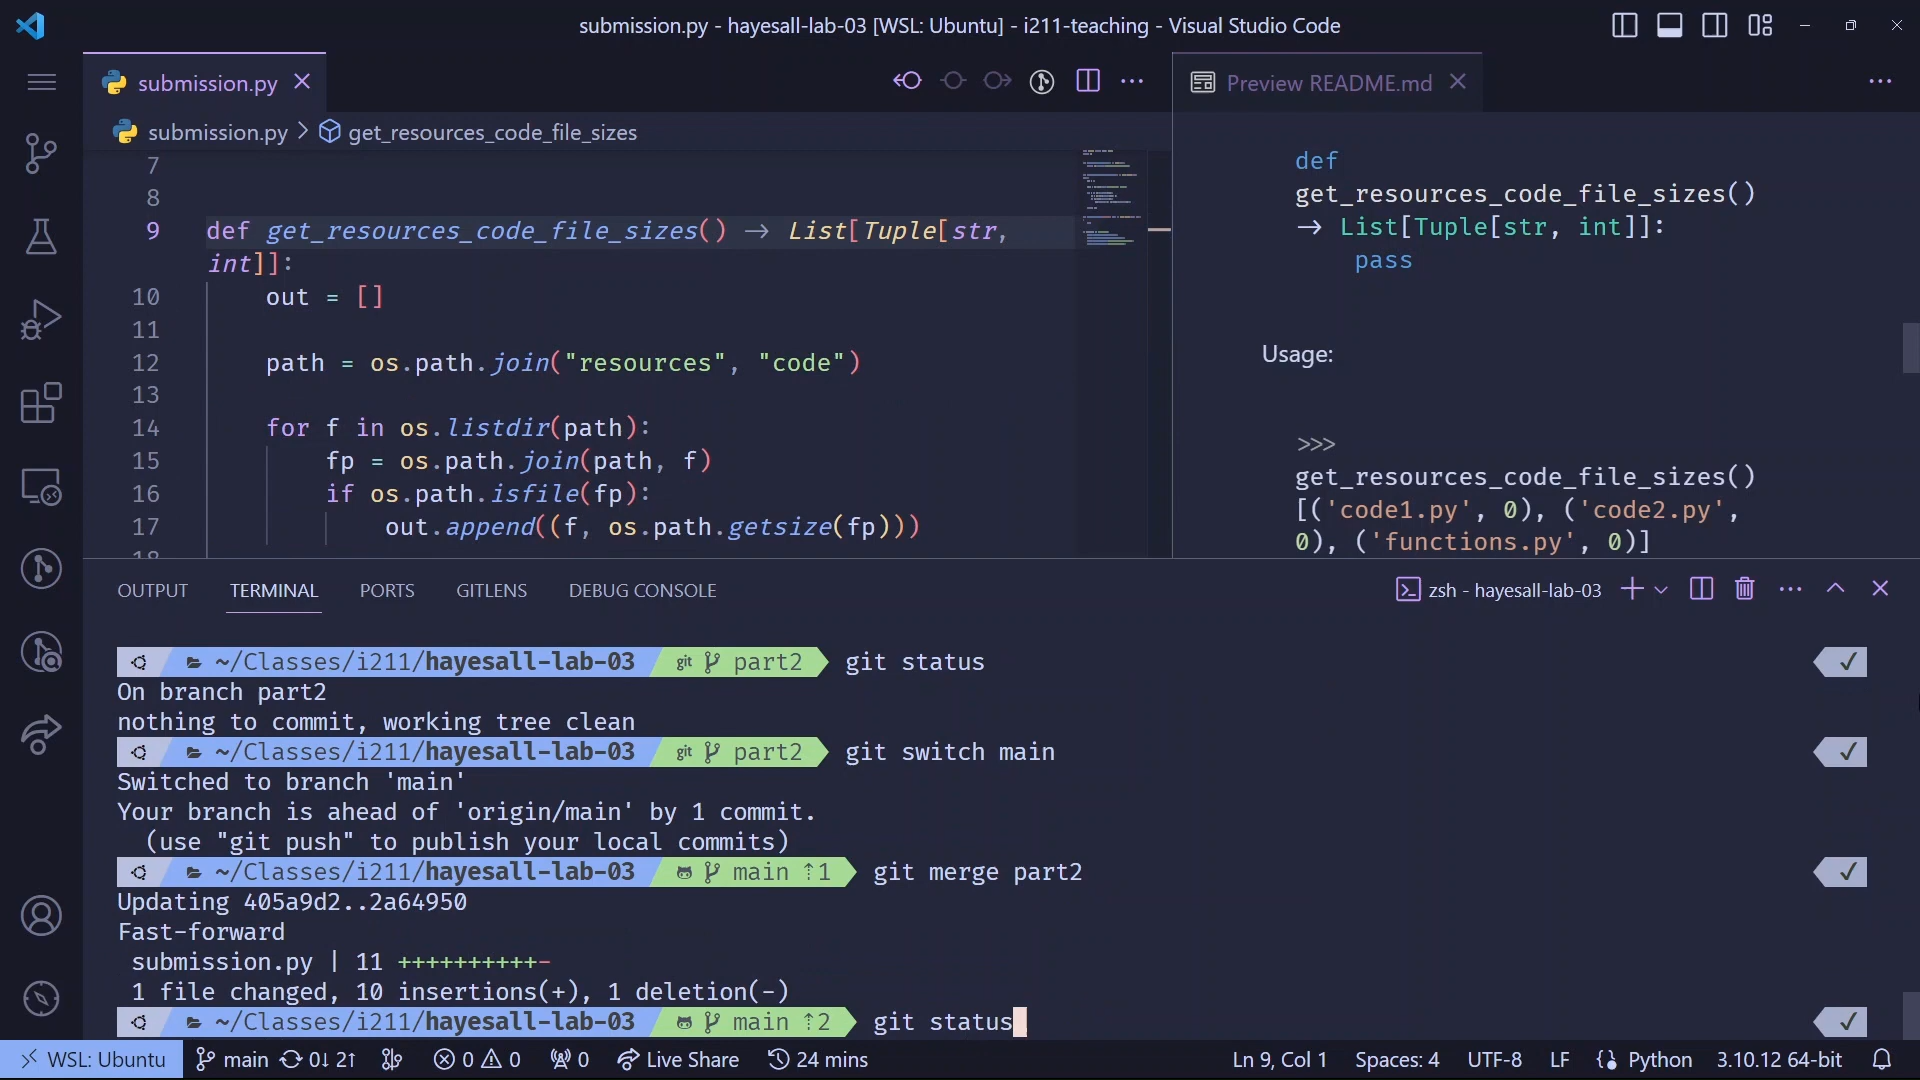 submission.py - hayesall-lab-03 [WSL: Ubuntu] - i211-teaching - Visual Studio Code
submission.py
Preview README.md
submission.py > get_resources_code_file_sizes
7
8
9 def get_resources_code_file_sizes() → List[Tuple[str,
int]]:
10 out = []
11
12 path = os.path.join("resources", "code")
13
14 for f in os.listdir(path):
15 fp = os.path.join(path, f)
16 if os.path.isfile(fp):
17 out.append((f, os.path.getsize(fp)))
def
get_resources_code_file_sizes()
→ List[Tuple[str, int]]:
pass
Usage:
>>>
get_resources_code_file_sizes()
[('code1.py', 0), ('code2.py',
0), ('functions.py', 0)]
OUTPUT TERMINAL PORTS GITLENS DEBUG CONSOLE
zsh - hayesall-lab-03
~/Classes/i211/hayesall-lab-03 git part2 git status ✓
On branch part2
nothing to commit, working tree clean
~/Classes/i211/hayesall-lab-03 git part2 git switch main ✓
Switched to branch 'main'
Your branch is ahead of 'origin/main' by 1 commit.
(use "git push" to publish your local commits)
~/Classes/i211/hayesall-lab-03 main ⇡1 git merge part2 ✓
Updating 405a9d2..2a64950
Fast-forward
submission.py | 11 ++++++++++-
1 file changed, 10 insertions(+), 1 deletion(-)
~/Classes/i211/hayesall-lab-03 main ⇡2 git status ✓
WSL: Ubuntu main 0↓ 2↑ 0 0 0 Live Share 24 mins Ln 9, Col 1 Spaces: 4 UTF-8 LF Python 3.10.12 64-bit